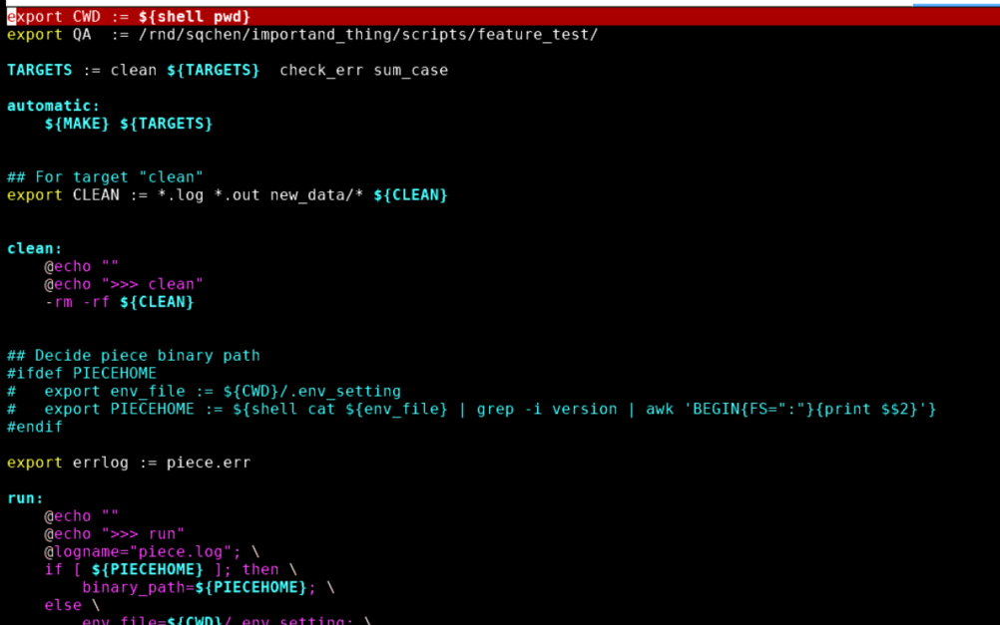 export CWD := ${shell pwd}
export QA  := /rnd/sqchen/importand_thing/scripts/feature_test/
TARGETS := clean ${TARGETS}  check_err sum_case
automatic:
    ${MAKE} ${TARGETS}
## For target "clean"
export CLEAN := *.log *.out new_data/* ${CLEAN}
clean:
    @echo ""
    @echo ">>> clean"
    -rm -rf ${CLEAN}
## Decide piece binary path
#ifdef PIECEHOME
#   export env_file := ${CWD}/.env_setting
#   export PIECEHOME := ${shell cat ${env_file} | grep -i version | awk 'BEGIN{FS=":"}{print $$2}'}
#endif
export errlog := piece.err
run:
    @echo ""
    @echo ">>> run"
    @logname="piece.log"; \
    if [ ${PIECEHOME} ]; then \
        binary_path=${PIECEHOME}; \
    else \
        env_file=${CWD}/.env_setting; \